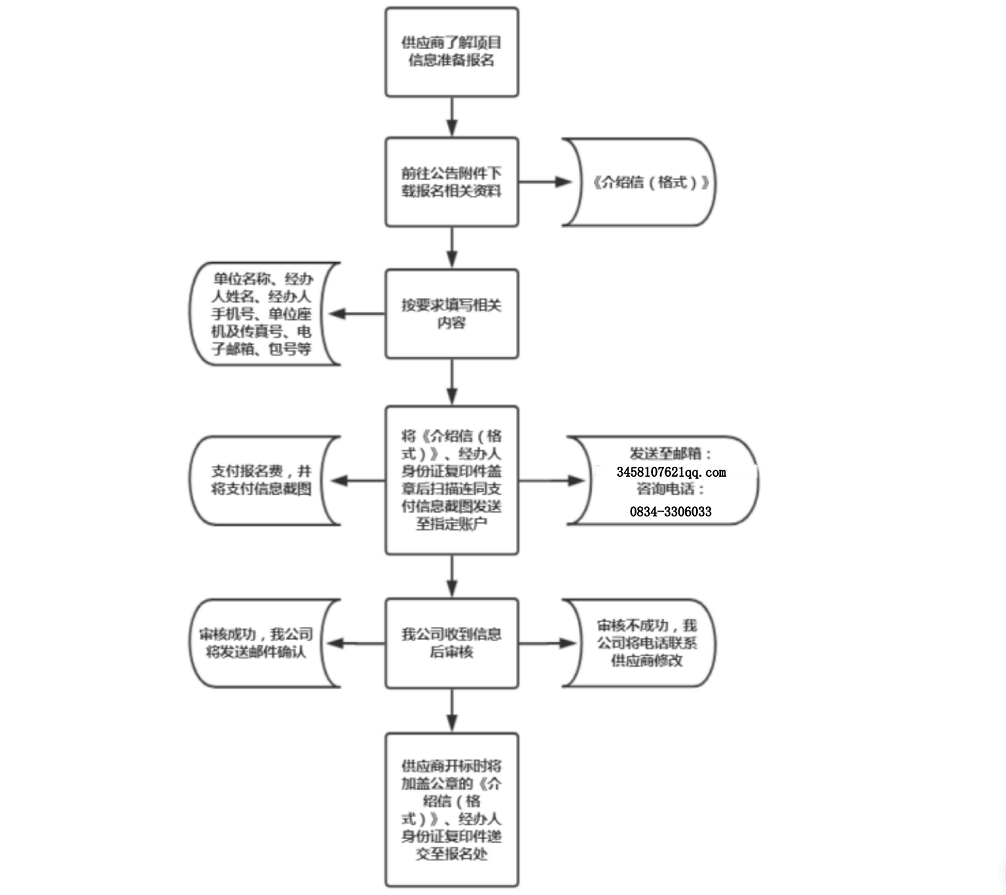 供应商了解项目
信息准备报名
前往公告附件下
载报名相关资料
《介绍信（格式）》
单位名称、经办
人姓名、经办人
手机号、单位座
机及传真号、电
子邮箱、包号等
按要求填写相关
内容
支付报名费，并
将支付信息截图
将《介绍信（格
式）》、经办人
身份证复印件盖
章后扫描连同支
付信息截图发送
至指定账户
发送至邮箱：
3458107621qq.com
咨询电话：
0834-3306033
审核成功，我公司
将发送邮件确认
我公司收到信息
后审核
审核不成功，我
公司将电话联系
供应商修改
供应商开标时将
加盖公章的《介
绍信（格
式）》、经办人
身份证复印件递
交至报名处